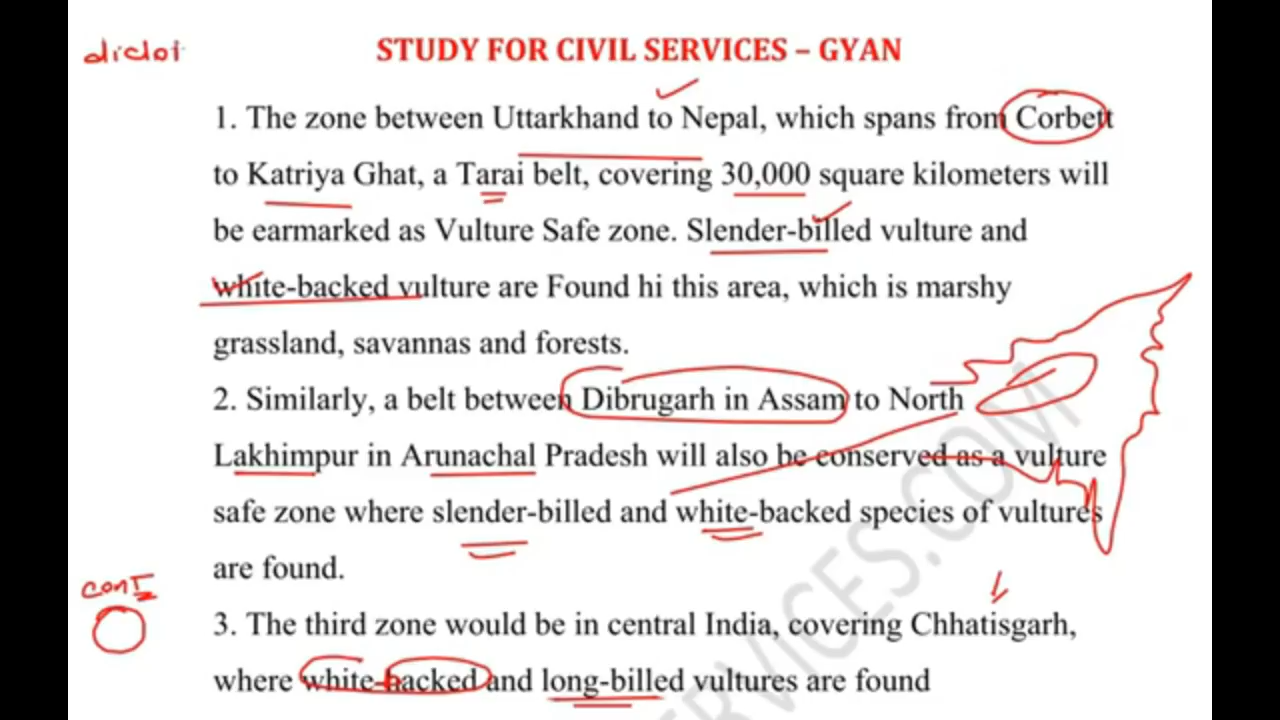 diclof
STUDY FOR CIVIL SERVICES – GYAN
1. The zone between Uttarkhand to Nepal, which spans from Corbett
to Katriya Ghat, a Tarai belt, covering 30,000 square kilometers will
be earmarked as Vulture Safe zone. Slender-billed vulture and
white-backed vulture are Found hi this area, which is marshy
grassland, savannas and forests.
2. Similarly, a belt between Dibrugarh in Assam to North
Lakhimpur in Arunachal Pradesh will also be conserved as a vulture
safe zone where slender-billed and white-backed species of vultures
are found.
3. The third zone would be in central India, covering Chhatisgarh,
where white-backed and long-billed vultures are found
VICES.COM